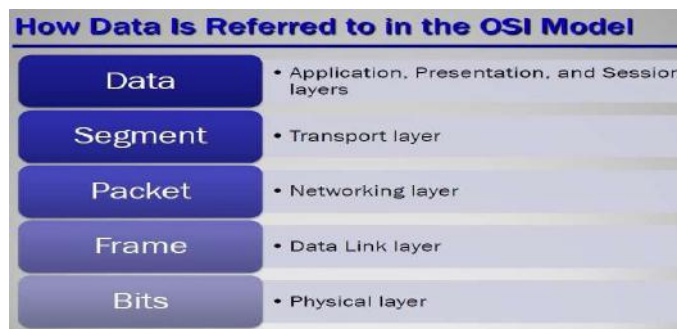 How Data Is Referred to in the OSI Model
Data
• Application, Presentation, and Session
layers
Segment
• Transport layer
Packet
• Networking layer
Frame
• Data Link layer
Bits
• Physical layer